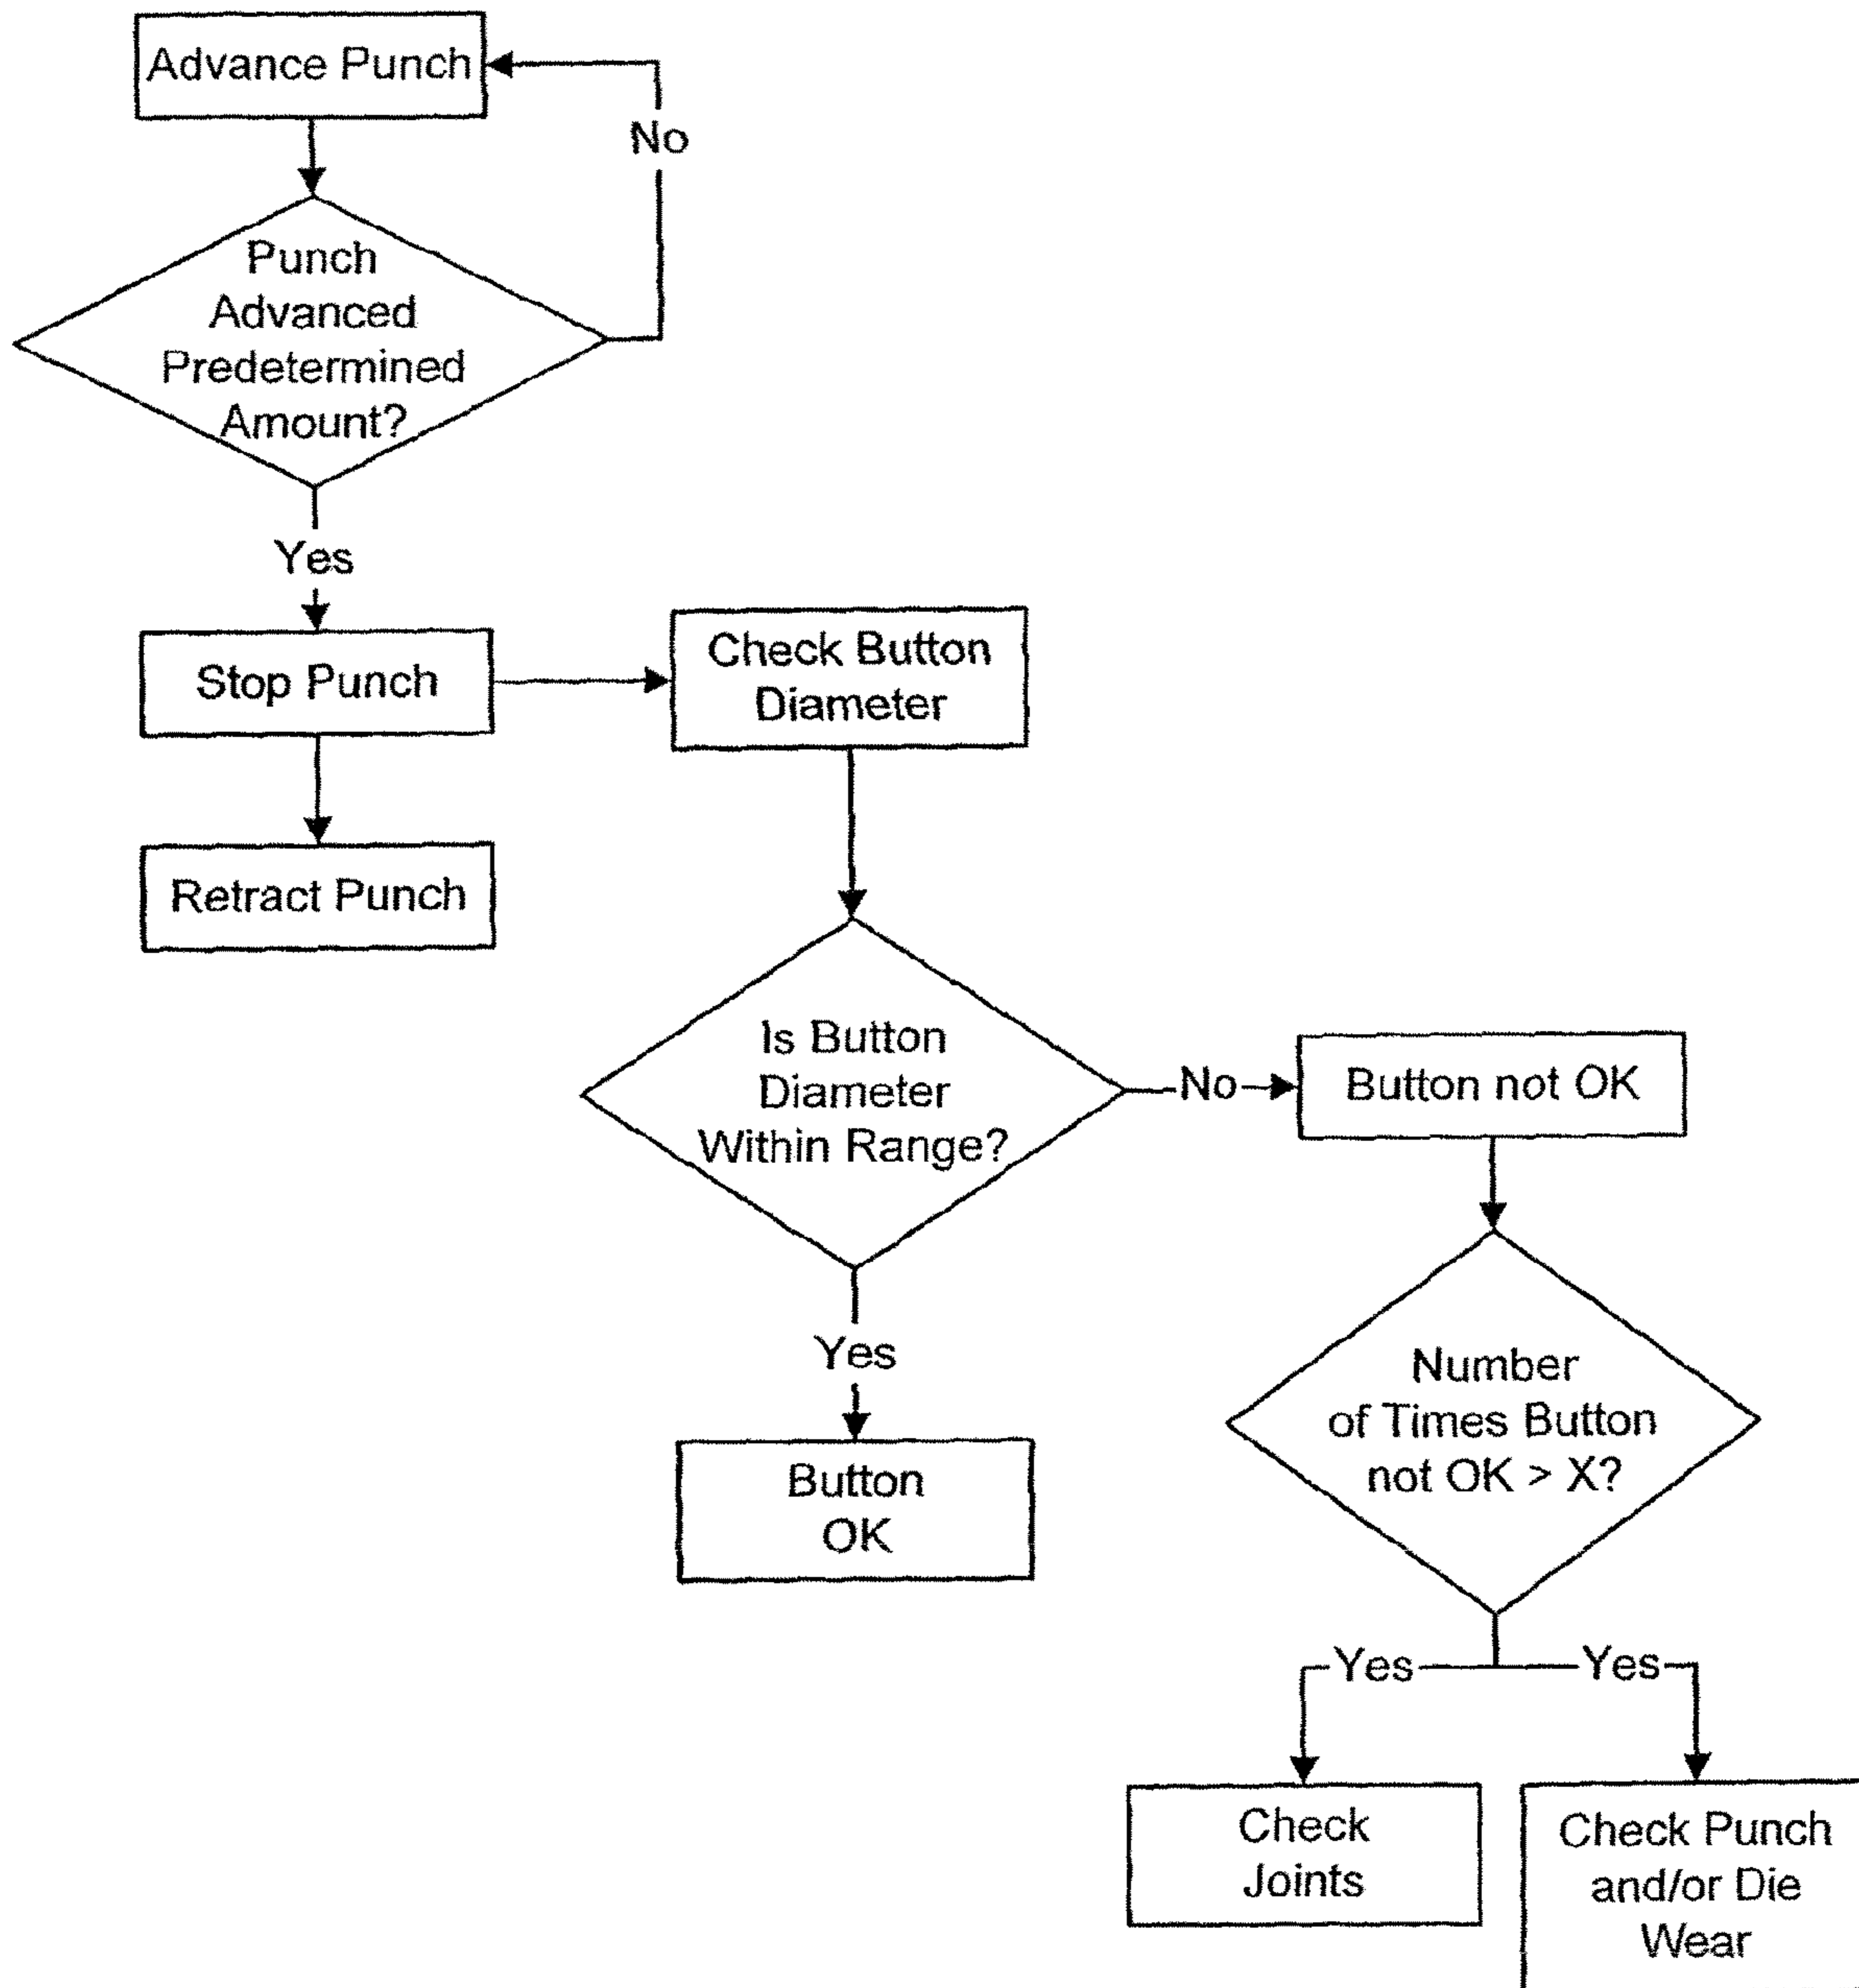 Advance Punch
No
Punch
Advanced
Predetermined
Amount?
Yes
Stop Punch
Check Button
Diameter
Retract Punch
Is Button
Diameter
Within Range?
No
Button not OK
Yes
Button
OK
Number
of Times Button
not OK > X?
Yes
Yes
Check
Joints
Check Punch
and/or Die
Wear